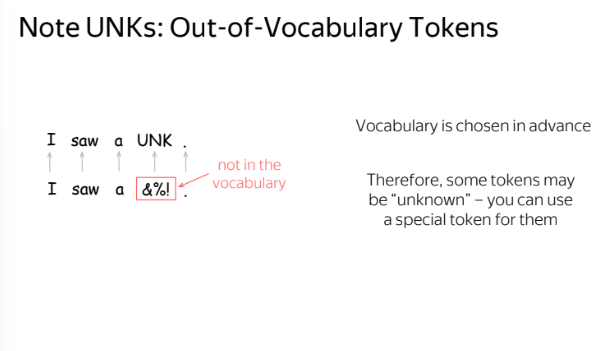 Note UNKs: Out-of-Vocabulary Tokens
I saw a UNK .
I saw a &%! .
not in the
vocabulary
Vocabulary is chosen in advance
Therefore, some tokens may
be “unknown” – you can use
a special token for them